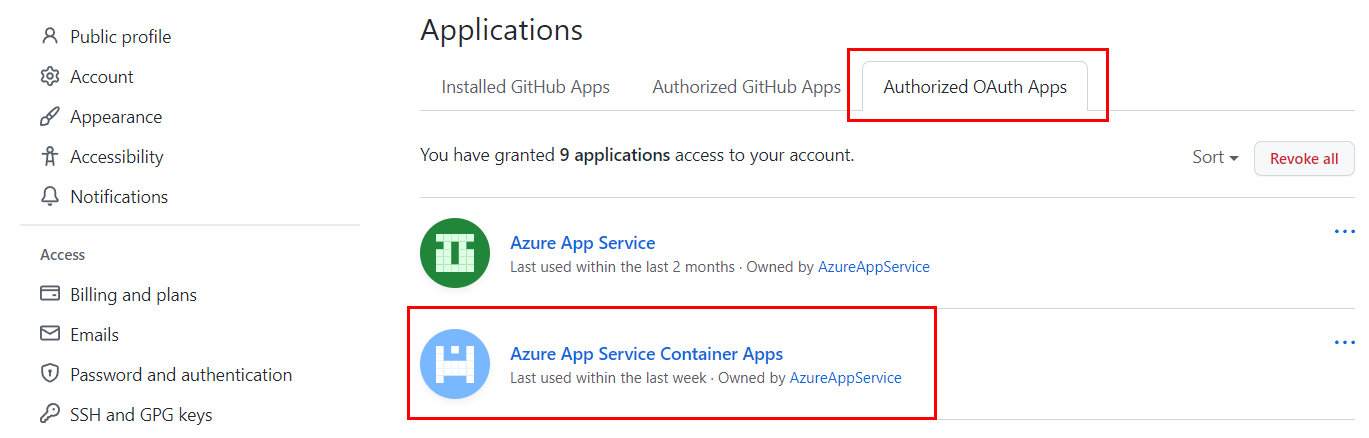 Public profile
Account
Appearance
Accessibility
Notifications
Access
Billing and plans
Emails
Password and authentication
SSH and GPG keys
Applications
Installed GitHub Apps
Authorized GitHub Apps
Authorized OAuth Apps
You have granted 9 applications access to your account.
Sort
Revoke all
Azure App Service
Last used within the last 2 months · Owned by AzureAppService
Azure App Service Container Apps
Last used within the last week · Owned by AzureAppService